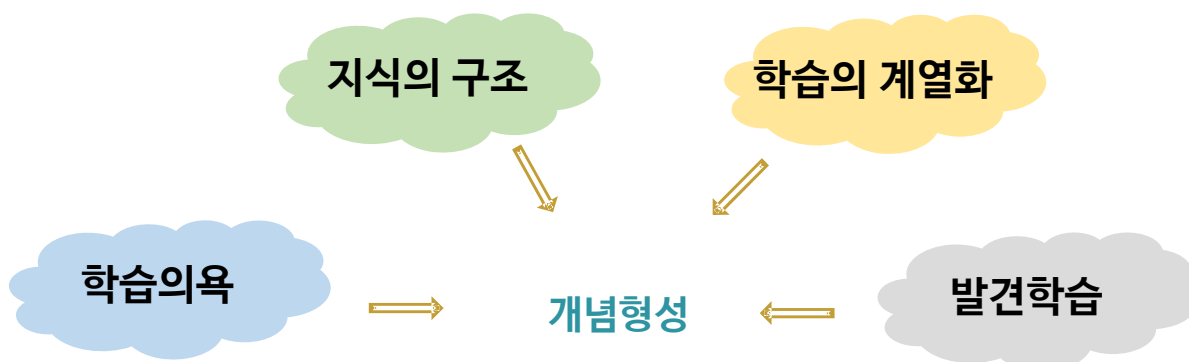 지식의 구조
학습의 계열화
학습의욕
개념형성
발견학습